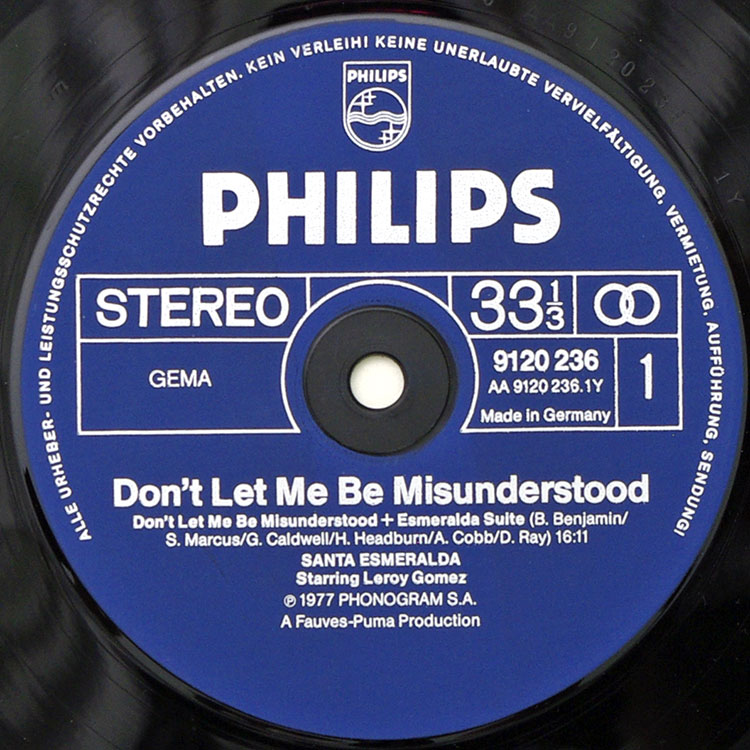 ALLE URHEBER- UND LEISTUNGSSCHUTZRECHTE VORBEHALTEN. KEIN VERLEIH! KEINE UNERLAUBTE VERVIELFÄLTIGUNG, VERMIETUNG, AUFFÜHRUNG, SENDUNG!
PHILIPS
PHILIPS
STEREO
33 1/3
GEMA
9120 236
AA 9120 236.1Y
Made in Germany
1
Don't Let Me Be Misunderstood
Don't Let Me Be Misunderstood + Esmeralda Suite (B. Benjamin/
S. Marcus/G. Caldwell/H. Headburn/A. Cobb/D. Ray) 16:11
SANTA ESMERALDA
Starring Leroy Gomez
℗ 1977 PHONOGRAM S.A.
A Fauves-Puma Production